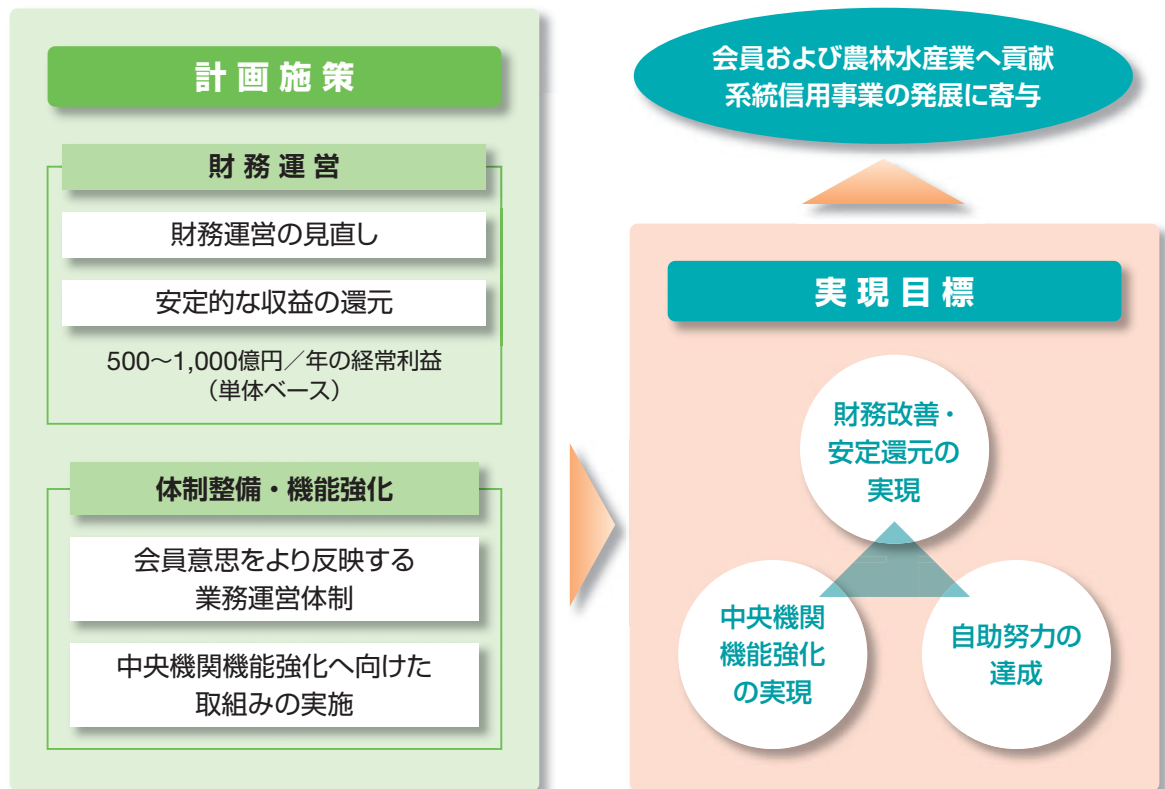 計画施策
財務運営
財務運営の見直し
安定的な収益の還元
500〜1,000億円／年の経常利益
（単体ベース）
体制整備・機能強化
会員意思をより反映する
業務運営体制
中央機関機能強化へ向けた
取組みの実施
会員および農林水産業へ貢献
系統信用事業の発展に寄与
実現目標
財務改善・
安定還元の
実現
中央機関
機能強化
の実現
自助努力の
達成